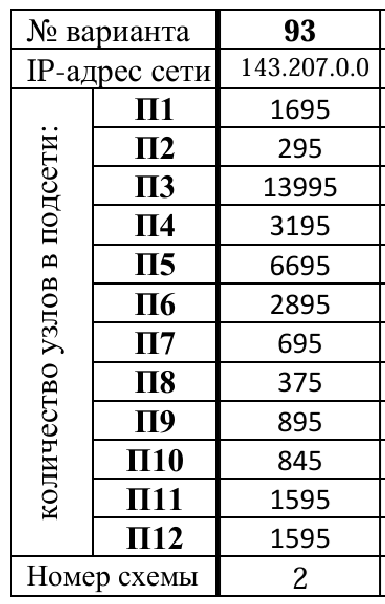 № варианта 93
IP-адрес сети 143.207.0.0
количество узлов в подсети:
П1 1695
П2 295
П3 13995
П4 3195
П5 6695
П6 2895
П7 695
П8 375
П9 895
П10 845
П11 1595
П12 1595
Номер схемы 2